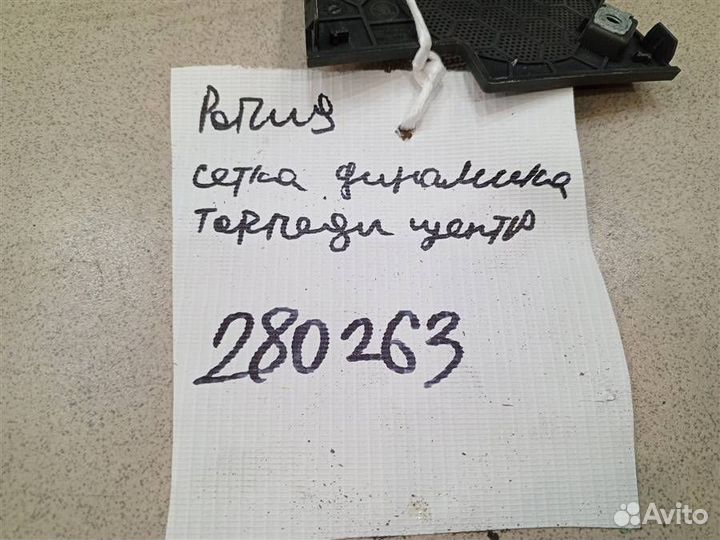 сетка динамика
торпеды центр
280263
Avito